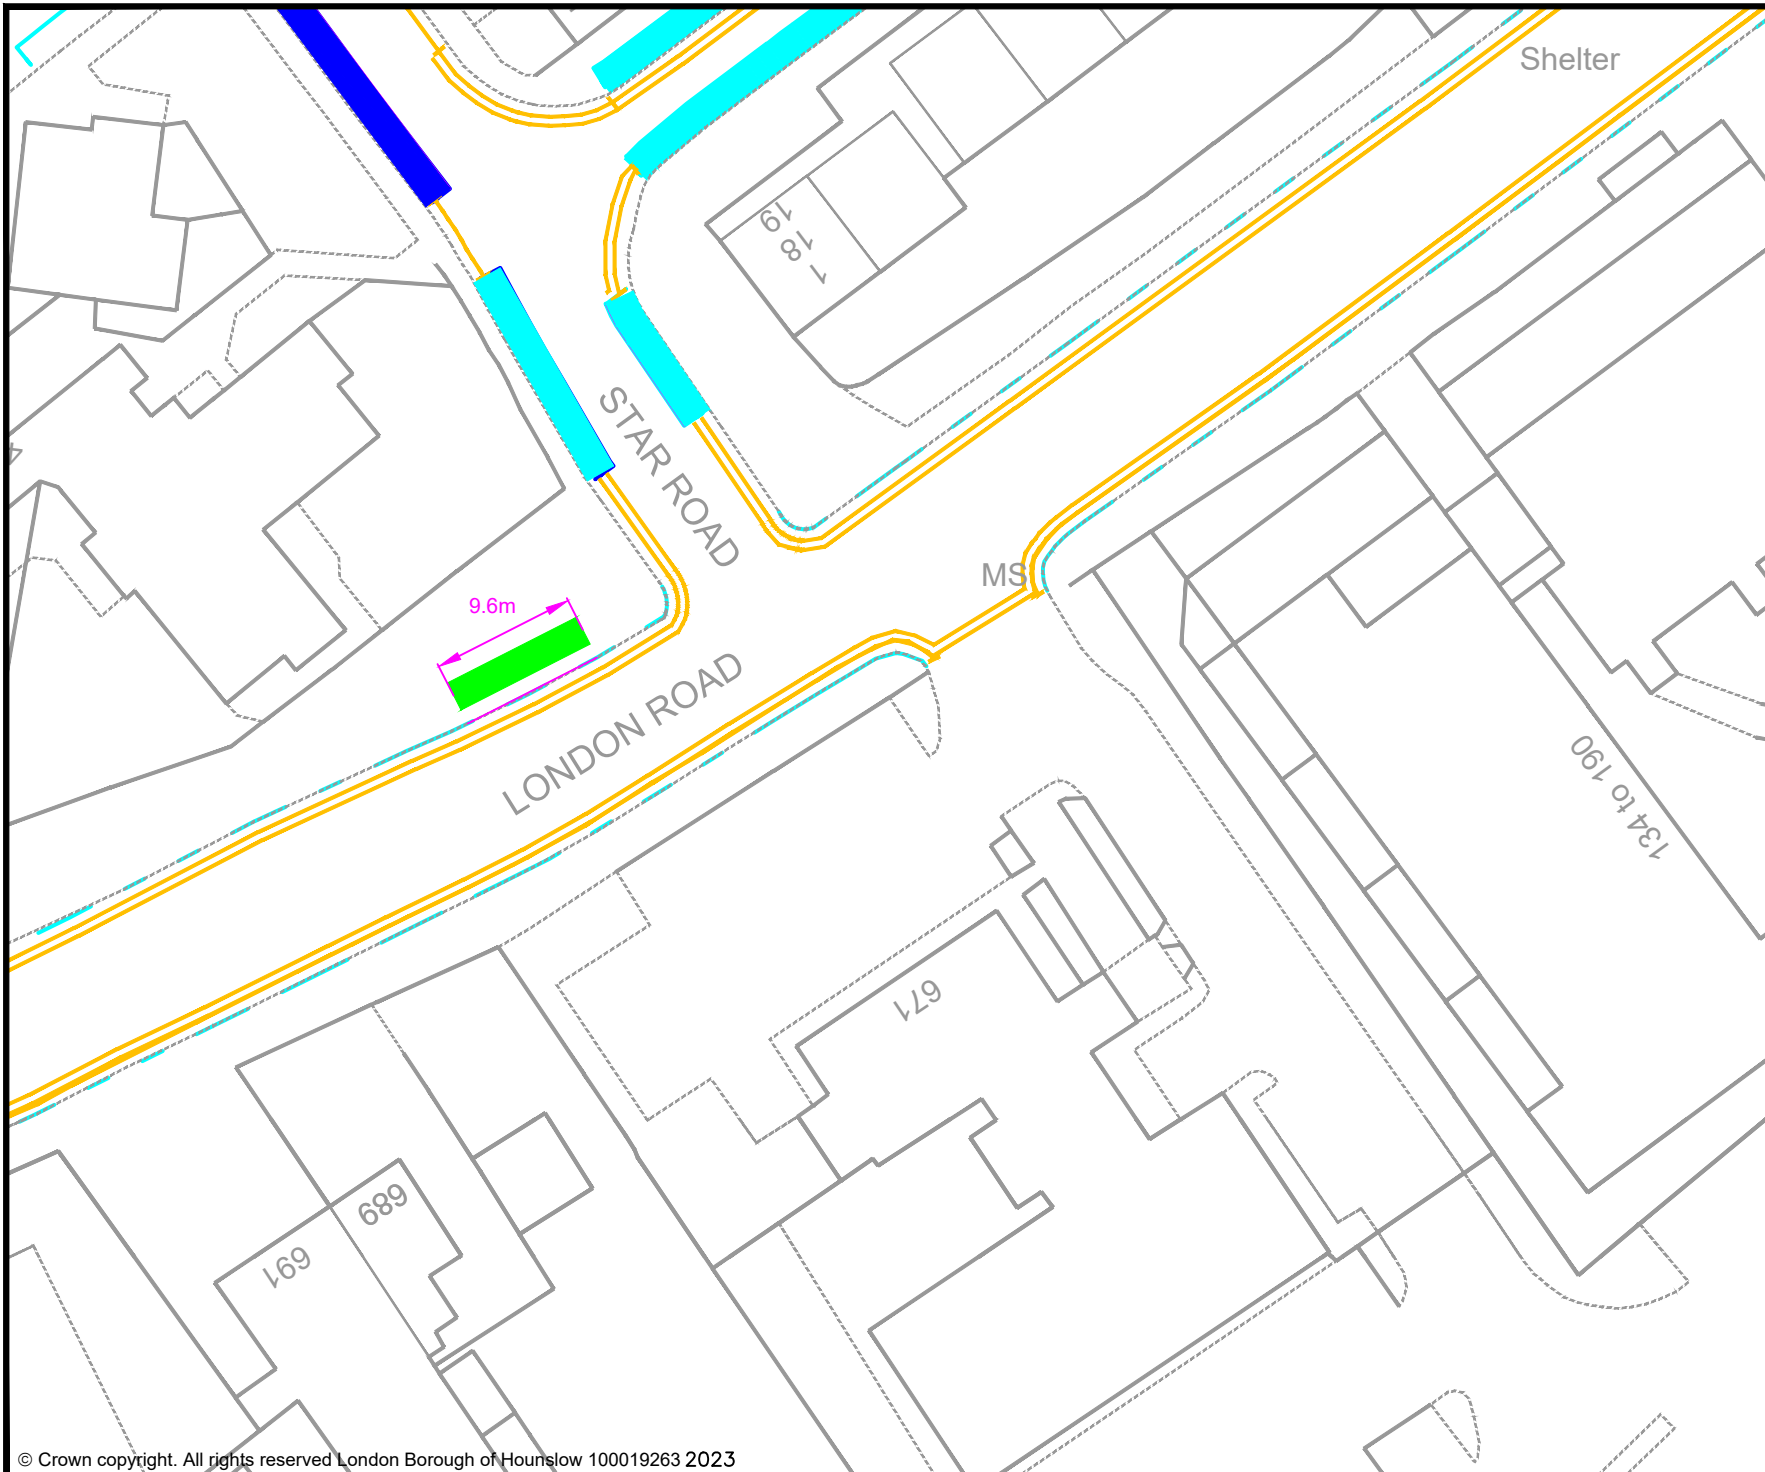 Shelter
19
18
1
STAR ROAD
MS
9.6m
LONDON ROAD
134 to 190
671
689
691
© Crown copyright. All rights reserved London Borough of Hounslow 100019263 2023